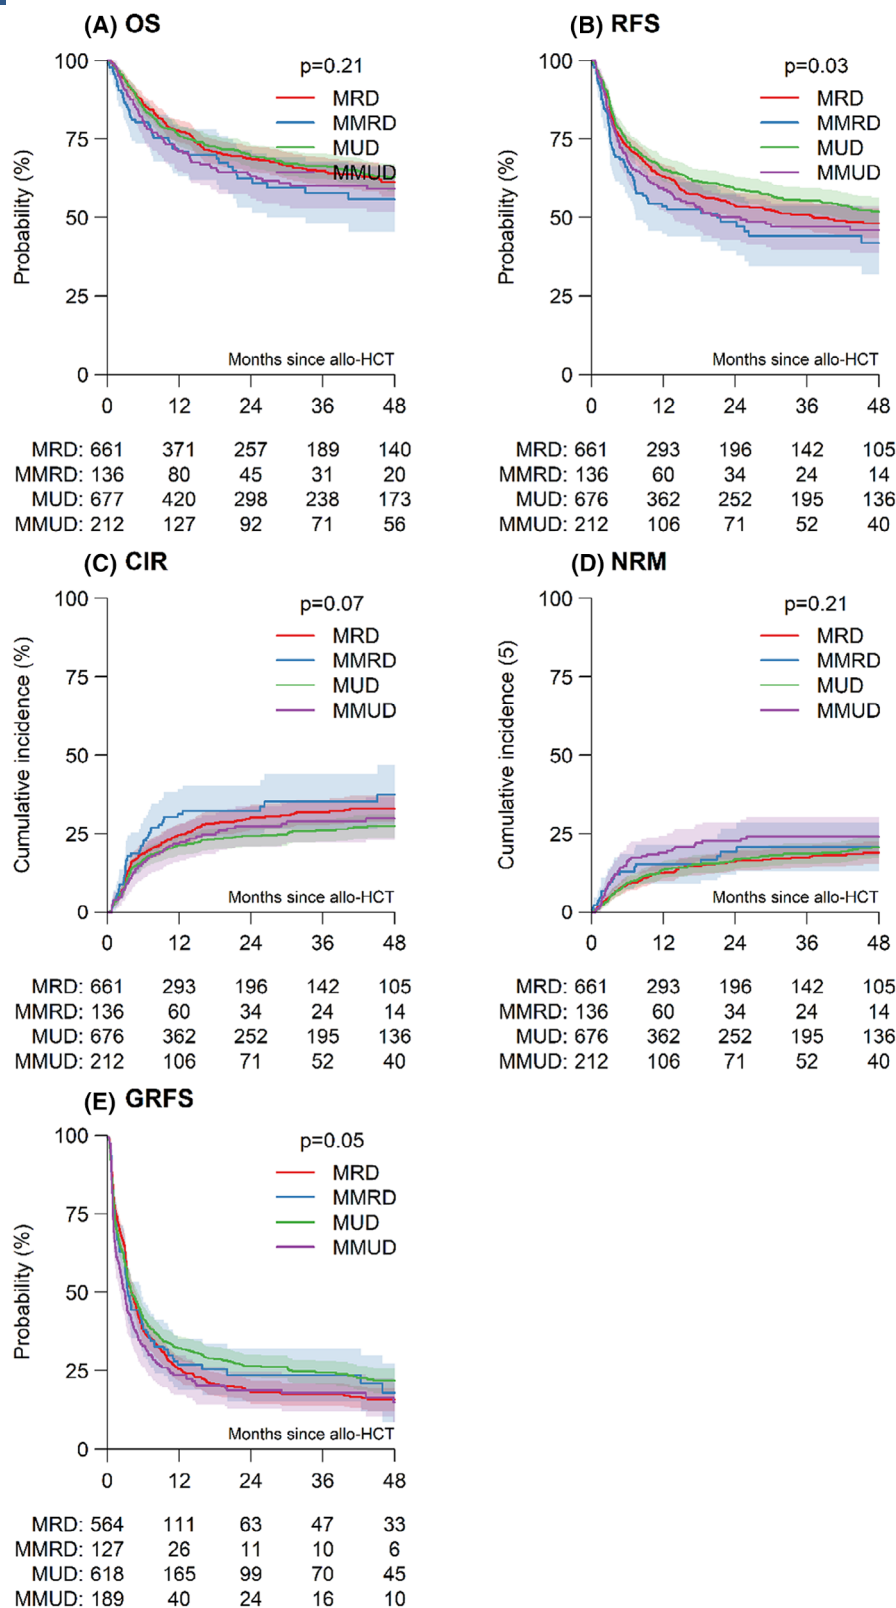 (A) OS
100
75
50
25
0
Probability (%)
p=0.21
MRD
MMRD
MUD
MMUD
Months since allo-HCT
0 12 24 36 48
MRD: 661 371 257 189 140
MMRD: 136 80 45 31 20
MUD: 677 420 298 238 173
MMUD: 212 127 92 71 56
(B) RFS
100
75
50
25
0
Probability (%)
p=0.03
MRD
MMRD
MUD
MMUD
Months since allo-HCT
0 12 24 36 48
MRD: 661 293 196 142 105
MMRD: 136 60 34 24 14
MUD: 676 362 252 195 136
MMUD: 212 106 71 52 40
(C) CIR
100
75
50
25
0
Cumulative incidence (%)
p=0.07
MRD
MMRD
MUD
MMUD
Months since allo-HCT
0 12 24 36 48
MRD: 661 293 196 142 105
MMRD: 136 60 34 24 14
MUD: 676 362 252 195 136
MMUD: 212 106 71 52 40
(D) NRM
100
75
50
25
0
Cumulative incidence (5)
p=0.21
MRD
MMRD
MUD
MMUD
Months since allo-HCT
0 12 24 36 48
MRD: 661 293 196 142 105
MMRD: 136 60 34 24 14
MUD: 676 362 252 195 136
MMUD: 212 106 71 52 40
(E) GRFS
100
75
50
25
0
Probability (%)
p=0.05
MRD
MMRD
MUD
MMUD
Months since allo-HCT
0 12 24 36 48
MRD: 564 111 63 47 33
MMRD: 127 26 11 10 6
MUD: 618 165 99 70 45
MMUD: 189 40 24 16 10